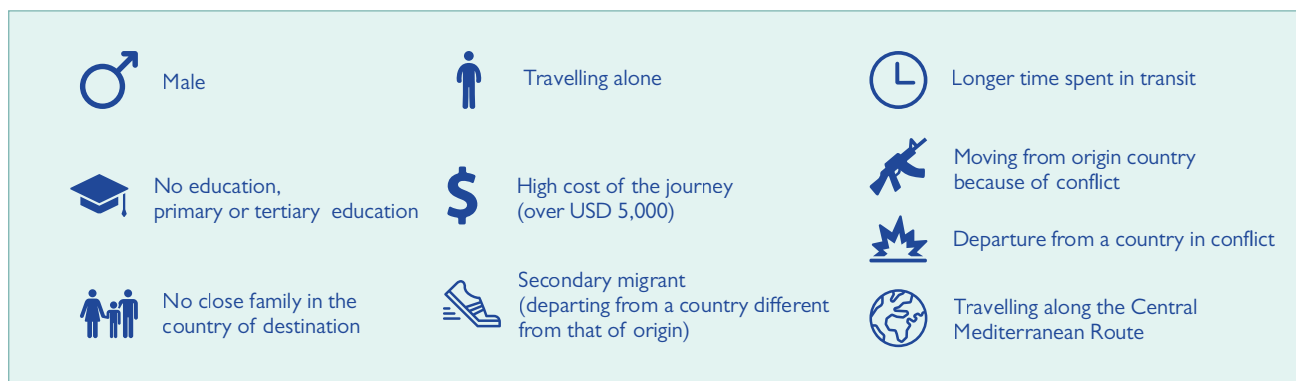 Male
No education,
primary or tertiary education
No close family in the
country of destination
Travelling alone
High cost of the journey
(over USD 5,000)
Secondary migrant
(departing from a country different
from that of origin)
Longer time spent in transit
Moving from origin country
because of conflict
Departure from a country in conflict
Travelling along the Central
Mediterranean Route